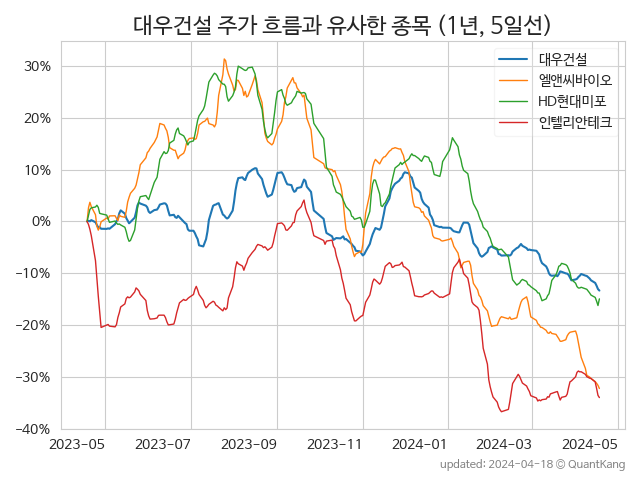 대우건설 주가 흐름과 유사한 종목 (1년, 5일선)
대우건설
엘앤씨바이오
HD현대미포
인텔리안테크
30%
20%
10%
0%
−10%
−20%
−30%
−40%
2023-05 2023-07 2023-09 2023-11 2024-01 2024-03 2024-05
updated: 2024-04-18 © QuantKang